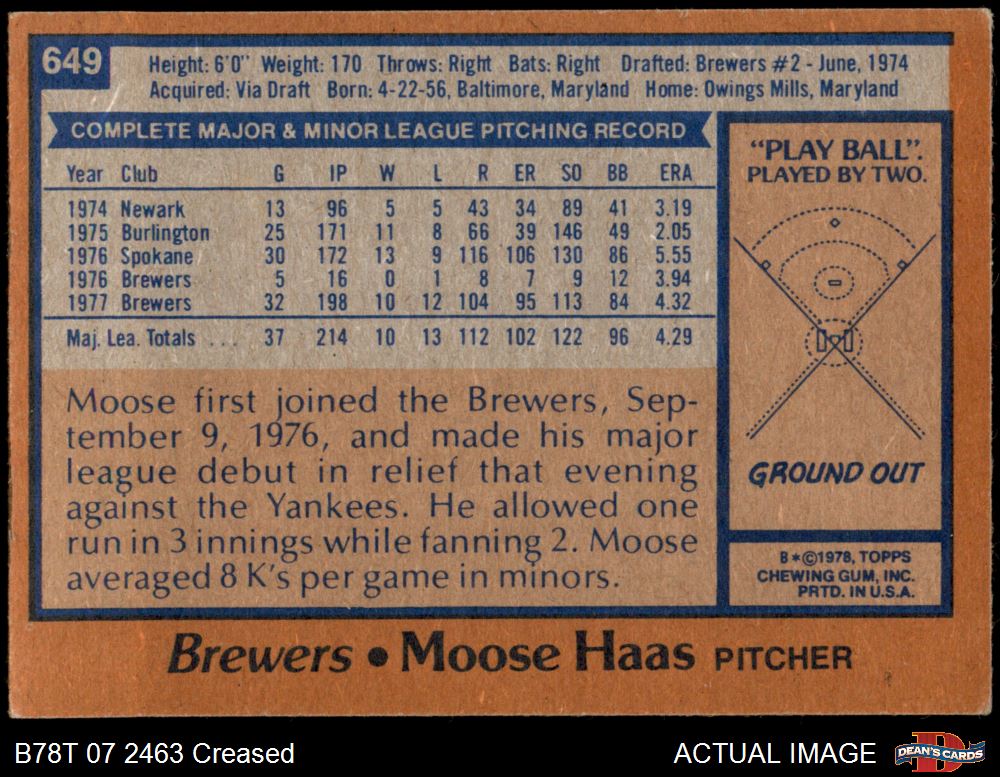 649
Height: 6'0" Weight: 170 Throws: Right Bats: Right Drafted: Brewers #2 - June, 1974
Acquired: Via Draft Born: 4-22-56, Baltimore, Maryland Home: Owings Mills, Maryland
COMPLETE MAJOR & MINOR LEAGUE PITCHING RECORD
Year Club G IP W L R ER SO BB ERA
1974 Newark 13 96 5 5 43 34 89 41 3.19
1975 Burlington 25 171 11 8 66 39 146 49 2.05
1976 Spokane 30 172 13 9 116 106 130 86 5.55
1976 Brewers 5 16 0 1 8 7 9 12 3.94
1977 Brewers 32 198 10 12 104 95 113 84 4.32
Maj. Lea. Totals . . . 37 214 10 13 112 102 122 96 4.29
Moose first joined the Brewers, Sep-
tember 9, 1976, and made his major
league debut in relief that evening
against the Yankees. He allowed one
run in 3 innings while fanning 2. Moose
averaged 8 K's per game in minors.
"PLAY BALL".
PLAYED BY TWO.
GROUND OUT
B*©1978, TOPPS
CHEWING GUM, INC.
PRTD. IN U.S.A.
Brewers • Moose Haas PITCHER
B78T 07 2463 Creased
ACTUAL IMAGE
D
DEAN'S CARDS